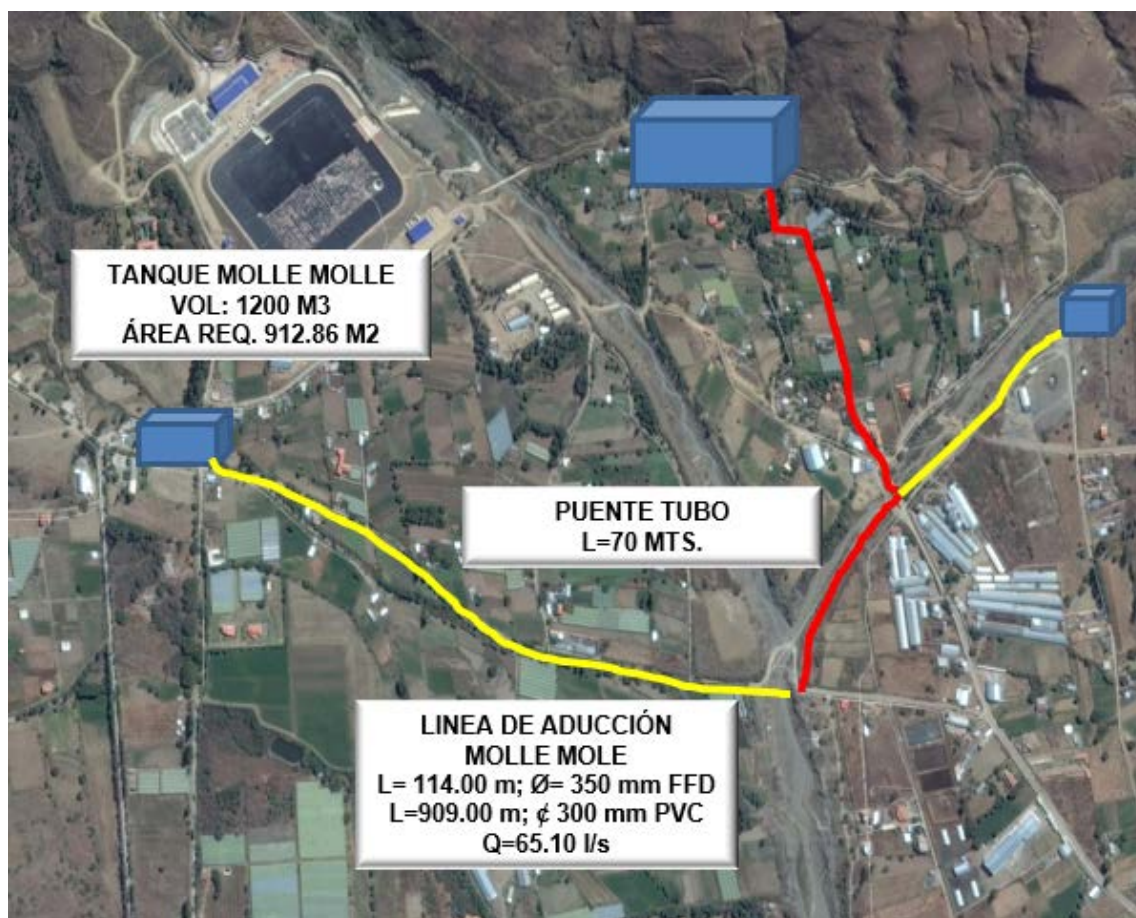 TANQUE MOLLE MOLLE
VOL: 1200 M3
ÁREA REQ. 912.86 M2
PUENTE TUBO
L=70 MTS.
LINEA DE ADUCCIÓN
MOLLE MOLE
L= 114.00 m; Ø= 350 mm FFD
L=909.00 m; ¢ 300 mm PVC
Q=65.10 l/s